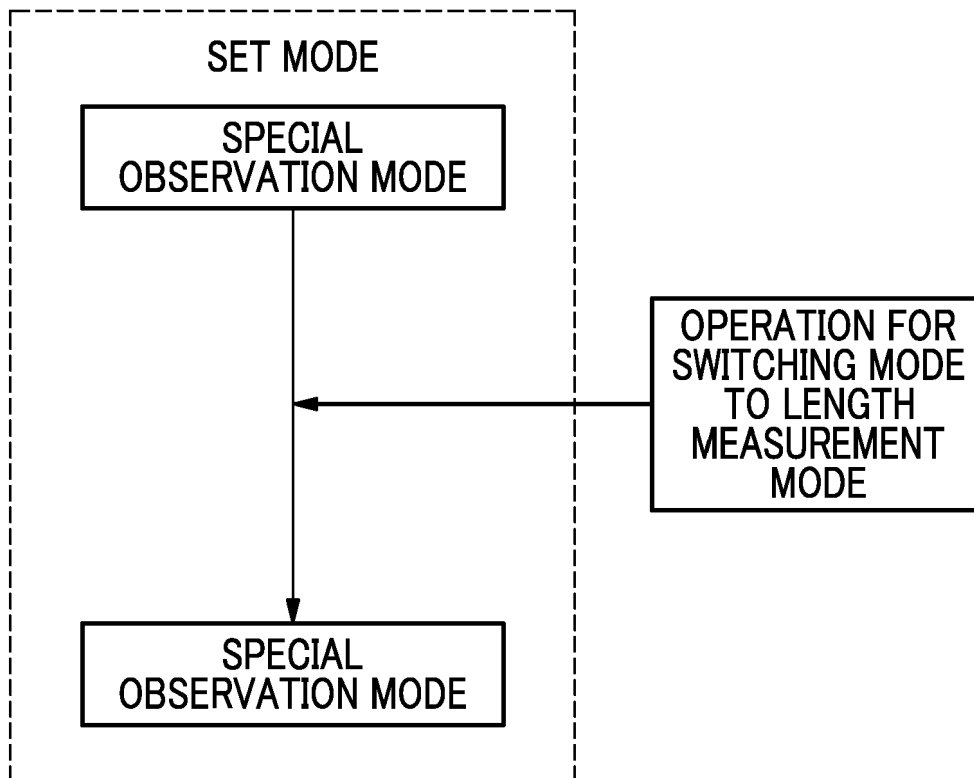 SET MODE
SPECIAL
OBSERVATION MODE
OPERATION FOR
SWITCHING MODE
TO LENGTH
MEASUREMENT
MODE
SPECIAL
OBSERVATION MODE